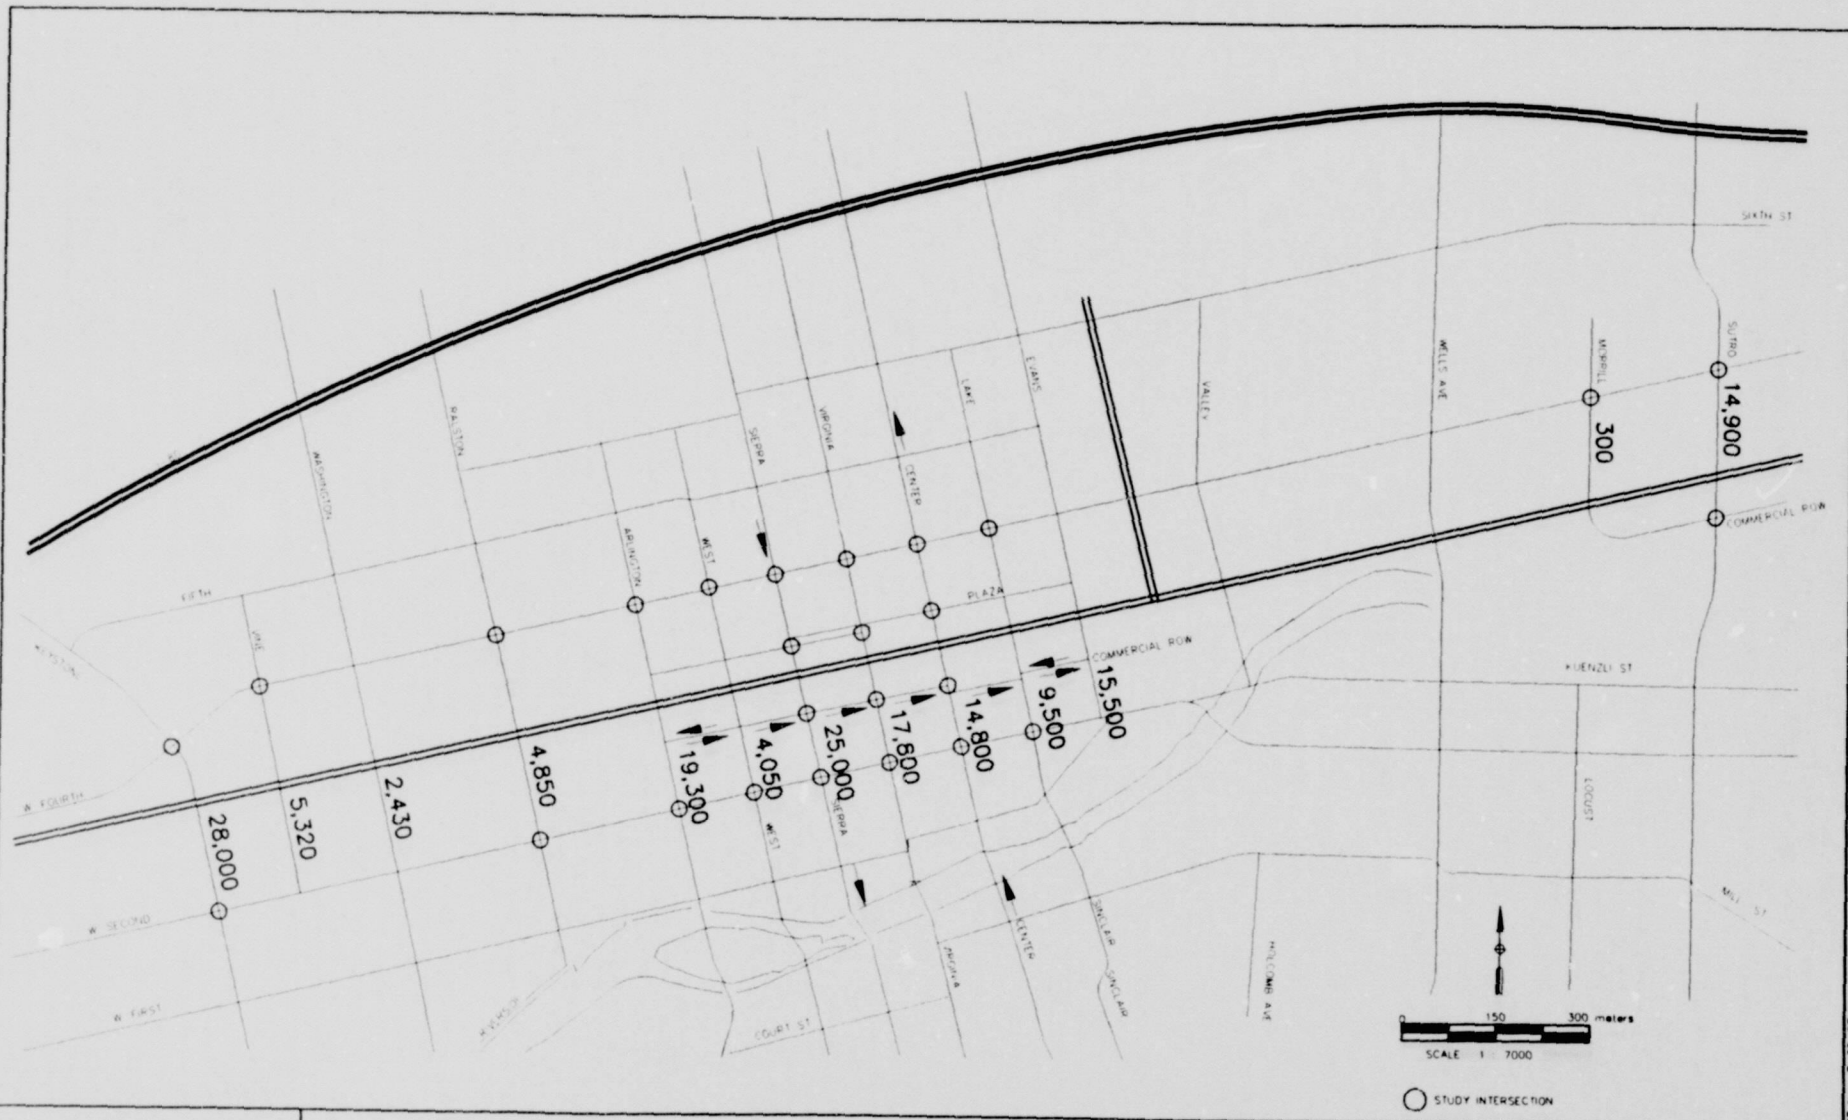 SIXTH ST
SUTRO
MORRILL
WELLS AVE
EVANS
LAKE
VALLEY
14,900
RALSTON
VIRGINIA
SIERRA
300
WASHINGTON
CENTER
COMMERCIAL ROW
ARLINGTON
WEST
FIFTH
PLAZA
VINE
COMMERCIAL ROW
KUENZLI ST
15,500
9,500
14,800
17,800
25,000
4,050
19,300
4,850
2,430
5,320
28,000
W FOURTH
LOCUST
SIERRA
WEST
W SECOND
MILL ST
SINCLAIR
CENTER
VIRGINIA
HOLCOMB AVE
SINCLAIR
W FIRST
RIVERSIDE
COURT ST
0 150 300 meters
SCALE 1 : 7000
STUDY INTERSECTION